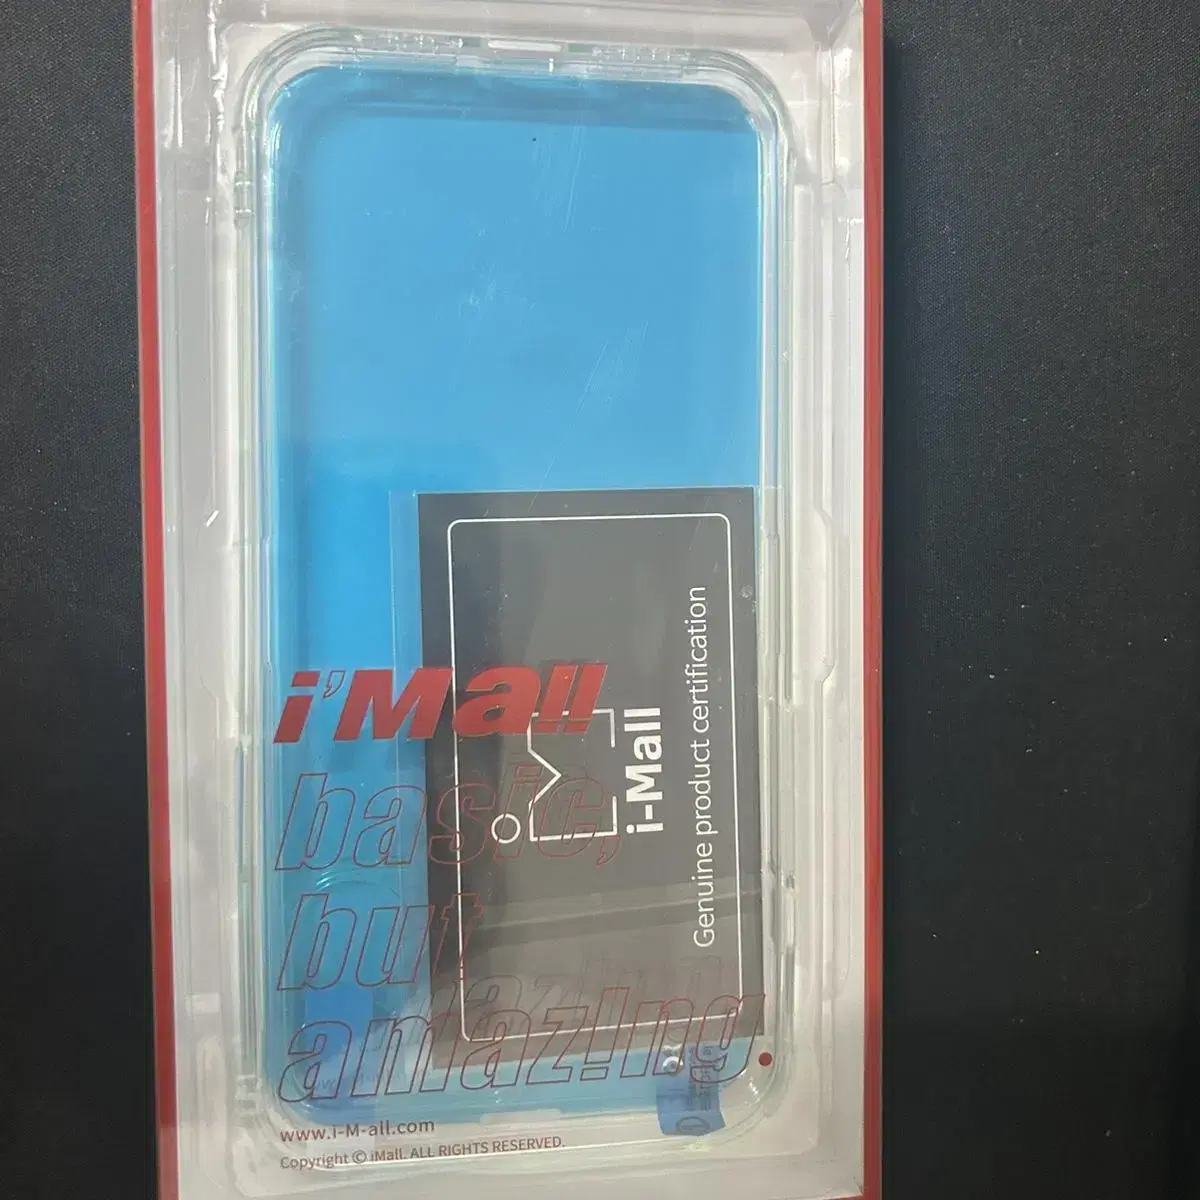 i'Mall
basic,
but
amaz!ng.
www.i-M-all.com
Copyright © iMall. ALL RIGHTS RESERVED.
i-Mall
Genuine product certification